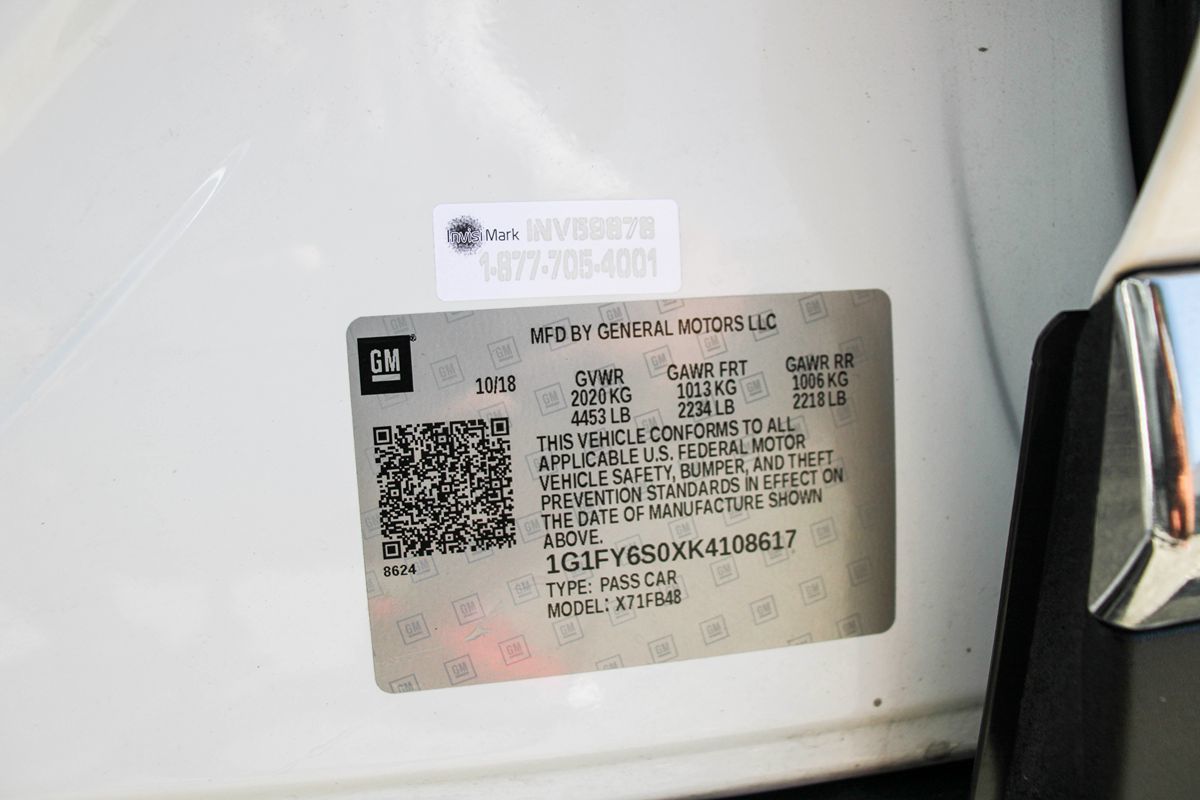 InvisiMark INVI59876
1-877-705-4001
MFD BY GENERAL MOTORS LLC
GM
10/18
GVWR GAWR FRT GAWR RR
2020 KG 1013 KG 1006 KG
4453 LB 2234 LB 2218 LB
THIS VEHICLE CONFORMS TO ALL
APPLICABLE U.S. FEDERAL MOTOR
VEHICLE SAFETY, BUMPER, AND THEFT
PREVENTION STANDARDS IN EFFECT ON
THE DATE OF MANUFACTURE SHOWN
ABOVE.
8624
1G1FY6S0XK4108617
TYPE: PASS CAR
MODEL: X71FB48